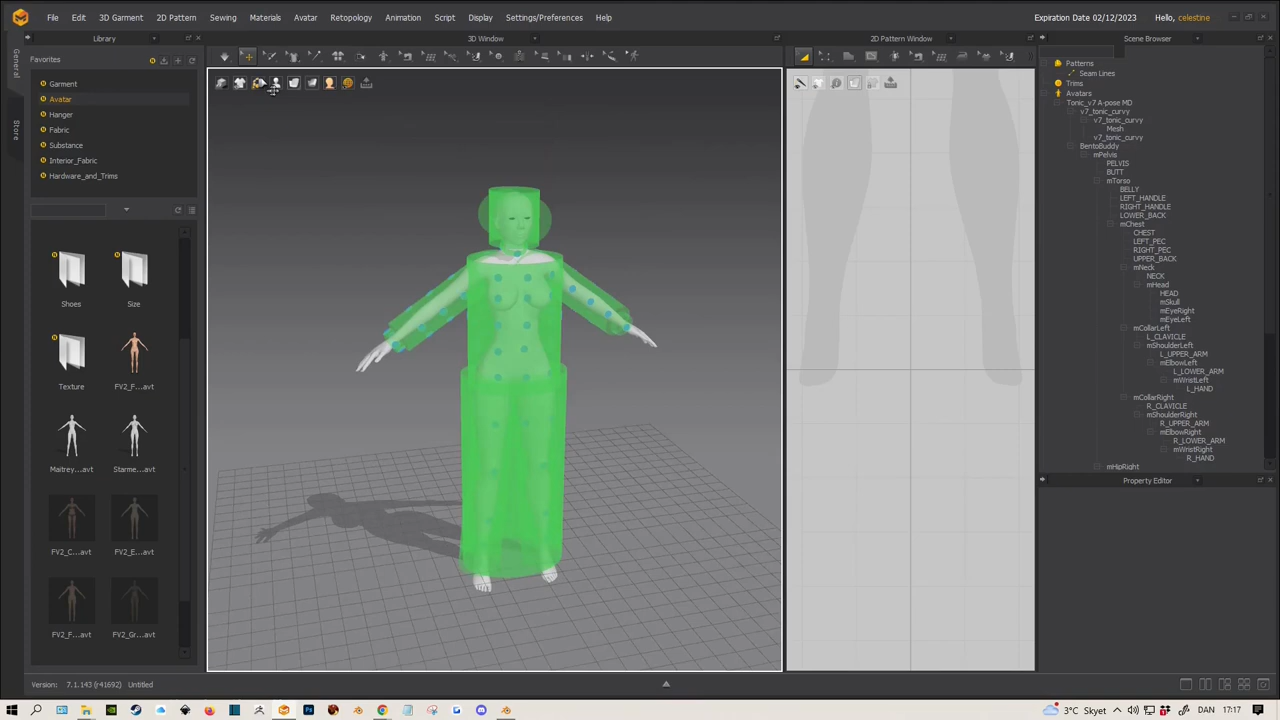 File Edit 3D Garment 2D Pattern Sewing Materials Avatar Retopology Animation Script Display Settings/Preferences Help Expiration Date 02/12/2023 Hello, celestine
Library 3D Window 2D Pattern Window Scene Browser
General
Store
Favorites
Garment
Avatar
Hanger
Fabric
Substance
Interior_Fabric
Hardware_and_Trims
Shoes Size
Texture FV2_F....avt
Maitrey....avt Starme....avt
FV2_C....avt FV2_E....avt
FV2_F....avt FV2_Gr....avt
Patterns
Seam Lines
Trims
Avatars
Tonic_v7 A-pose MD
v7_tonic_curvy
v7_tonic_curvy
Mesh
v7_tonic_curvy
BentoBuddy
mPelvis
PELVIS
BUTT
mTorso
BELLY
LEFT_HANDLE
RIGHT_HANDLE
LOWER_BACK
mChest
CHEST
LEFT_PEC
RIGHT_PEC
UPPER_BACK
mNeck
NECK
mHead
HEAD
mSkull
mEyeRight
mEyeLeft
mCollarLeft
L_CLAVICLE
mShoulderLeft
L_UPPER_ARM
mElbowLeft
L_LOWER_ARM
mWristLeft
L_HAND
mCollarRight
R_CLAVICLE
mShoulderRight
R_UPPER_ARM
mElbowRight
R_LOWER_ARM
mWristRight
R_HAND
mHipRight
Property Editor
Version: 7.1.143 (r41692) Untitled
3°C Skyet DAN 17:17